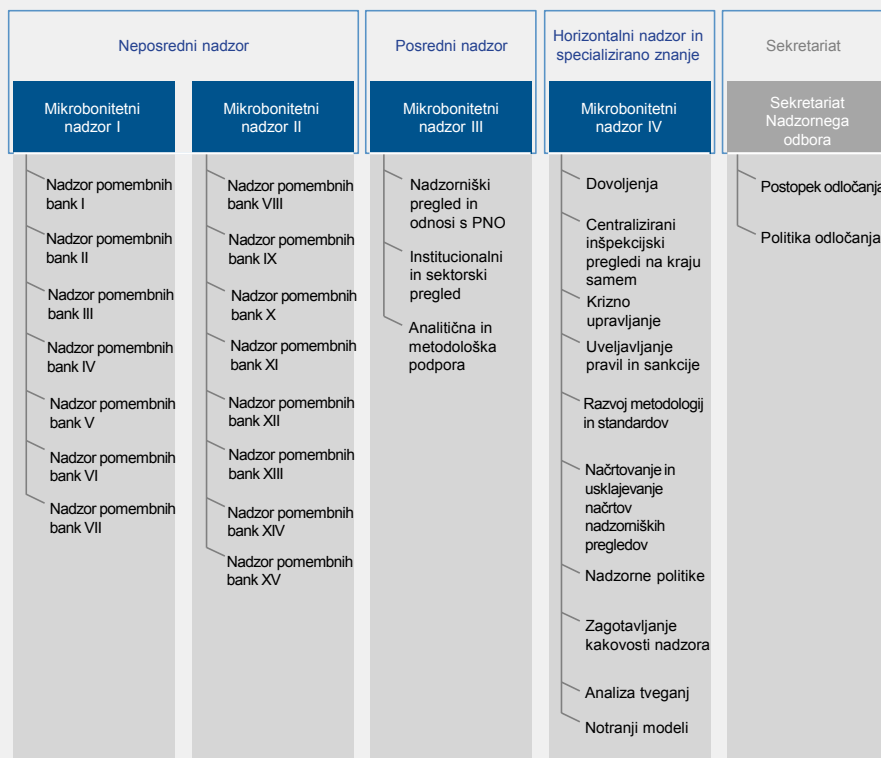 Neposredni nadzor
Posredni nadzor
Horizontalni nadzor in
specializirano znanje
Sekretariat
Mikrobonitetni
nadzor I
Mikrobonitetni
nadzor II
Mikrobonitetni
nadzor III
Mikrobonitetni
nadzor IV
Sekretariat
Nadzornega
odbora
Nadzor pomembnih
bank I
Nadzor pomembnih
bank II
Nadzor pomembnih
bank III
Nadzor pomembnih
bank IV
Nadzor pomembnih
bank V
Nadzor pomembnih
bank VI
Nadzor pomembnih
bank VII
Nadzor pomembnih
bank VIII
Nadzor pomembnih
bank IX
Nadzor pomembnih
bank X
Nadzor pomembnih
bank XI
Nadzor pomembnih
bank XII
Nadzor pomembnih
bank XIII
Nadzor pomembnih
bank XIV
Nadzor pomembnih
bank XV
Nadzorniški
pregled in
odnosi s PNO
Institucionalni
in sektorski
pregled
Analitična in
metodološka
podpora
Dovoljenja
Centralizirani
inšpekcijski
pregledi na kraju
samem
Krizno
upravljanje
Uveljavljanje
pravil in sankcije
Razvoj metodologij
in standardov
Načrtovanje in
usklajevanje
načrtov
nadzorniških
pregledov
Nadzorne politike
Zagotavljanje
kakovosti nadzora
Analiza tveganj
Notranji modeli
Postopek odločanja
Politika odločanja